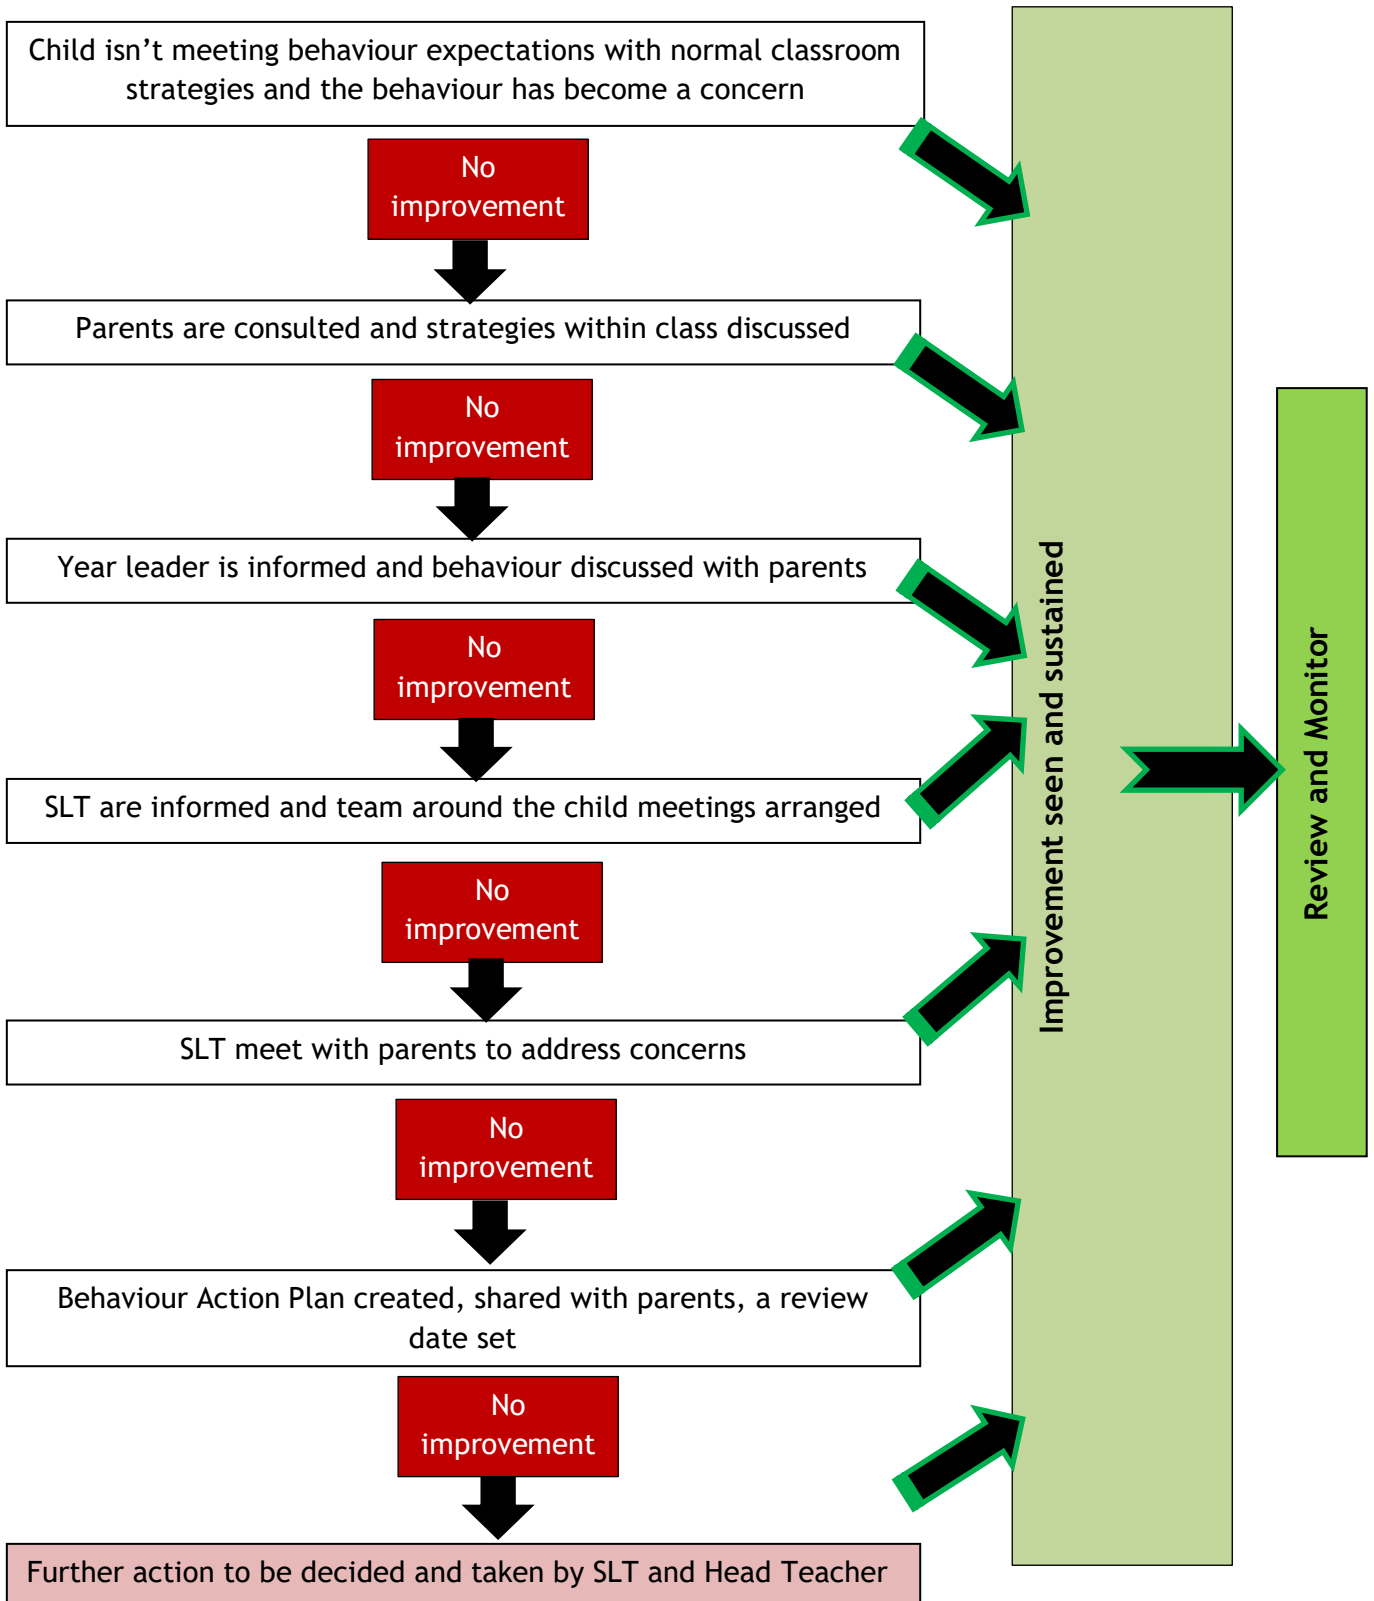 Child isn’t meeting behaviour expectations with normal classroom
strategies and the behaviour has become a concern
No
improvement
Parents are consulted and strategies within class discussed
No
improvement
Year leader is informed and behaviour discussed with parents
No
improvement
SLT are informed and team around the child meetings arranged
No
improvement
SLT meet with parents to address concerns
No
improvement
Behaviour Action Plan created, shared with parents, a review
date set
No
improvement
Further action to be decided and taken by SLT and Head Teacher
Improvement seen and sustained
Review and Monitor